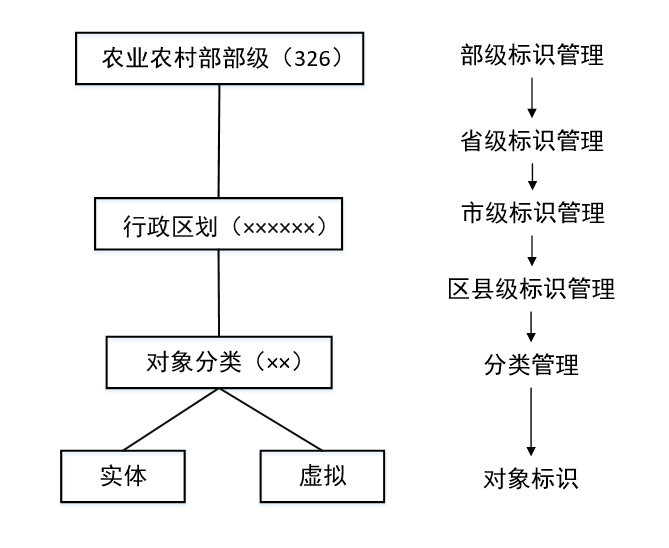 农业农村部部级（326）
部级标识管理
省级标识管理
行政区划（××××××）
市级标识管理
区县级标识管理
对象分类（××）
分类管理
实体
虚拟
对象标识